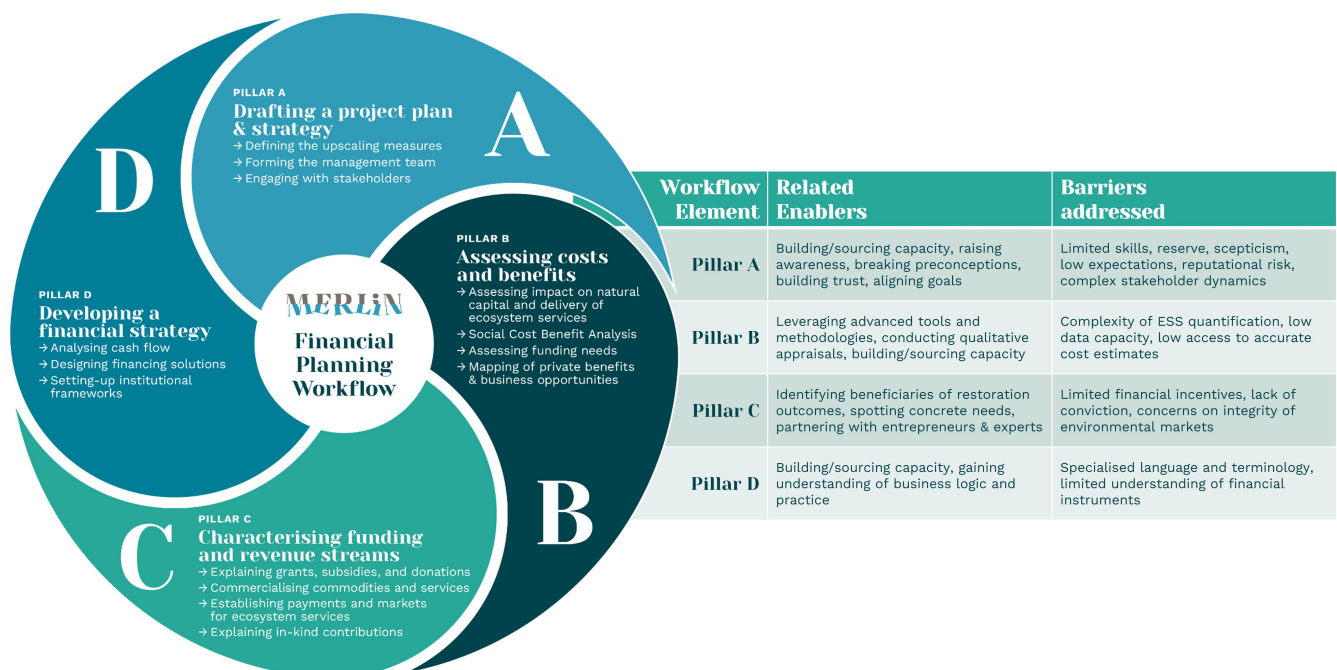 PILLAR A
Drafting a project plan
& strategy
→ Defining the upscaling measures
→ Forming the management team
→ Engaging with stakeholders
A
PILLAR B
Assessing costs
and benefits
→ Assessing impact on natural
capital and delivery of
ecosystem services
→ Social Cost Benefit Analysis
→ Assessing funding needs
→ Mapping of private benefits
& business opportunities
B
PILLAR C
Characterising funding
and revenue streams
→ Explaining grants, subsidies, and donations
→ Commercialising commodities and services
→ Establishing payments and markets
for ecosystem services
→ Explaining in-kind contributions
C
PILLAR D
Developing a
financial strategy
→ Analysing cash flow
→ Designing financing solutions
→ Setting-up institutional
frameworks
D
MERLiN
Financial
Planning
Workflow
Workflow
Element
Related
Enablers
Barriers
addressed
Pillar A
Building/sourcing capacity, raising
awareness, breaking preconceptions,
building trust, aligning goals
Limited skills, reserve, scepticism,
low expectations, reputational risk,
complex stakeholder dynamics
Pillar B
Leveraging advanced tools and
methodologies, conducting qualitative
appraisals, building/sourcing capacity
Complexity of ESS quantification, low
data capacity, low access to accurate
cost estimates
Pillar C
Identifying beneficiaries of restoration
outcomes, spotting concrete needs,
partnering with entrepreneurs & experts
Limited financial incentives, lack of
conviction, concerns on integrity of
environmental markets
Pillar D
Building/sourcing capacity, gaining
understanding of business logic and
practice
Specialised language and terminology,
limited understanding of financial
instruments